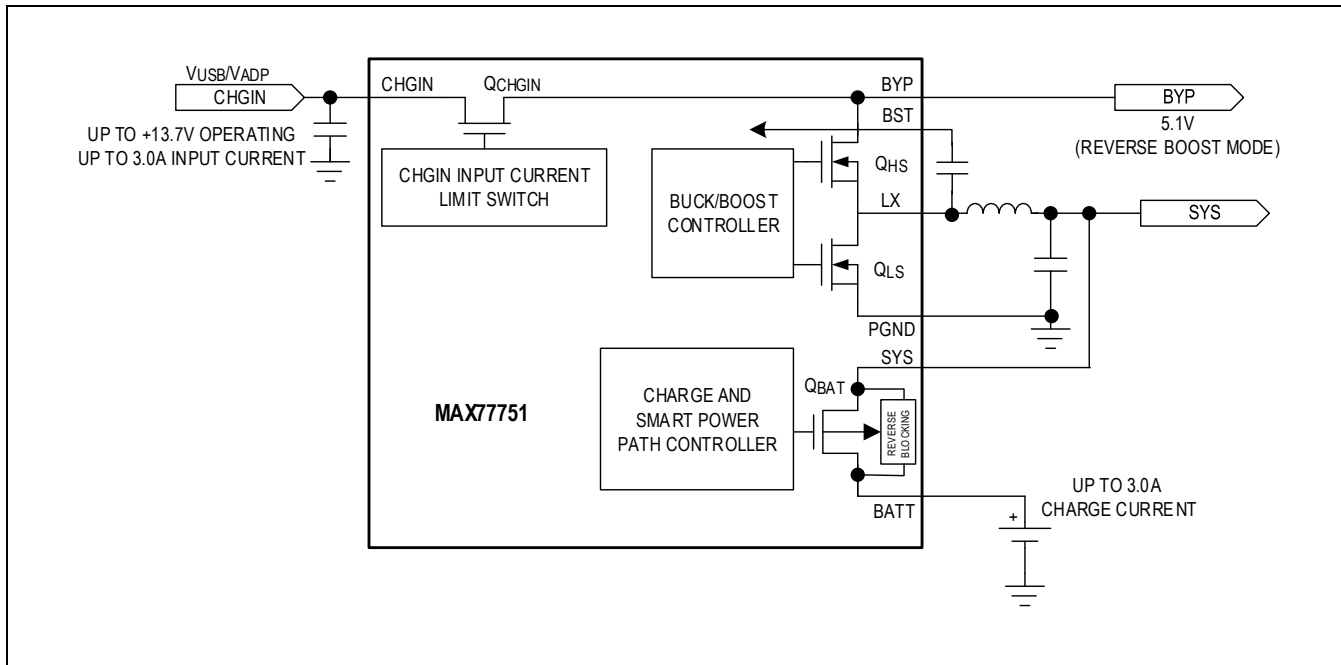 VUSB/VADP
CHGIN
UP TO +13.7V OPERATING
UP TO 3.0A INPUT CURRENT
CHGIN
QCHGIN
CHGIN INPUT CURRENT
LIMIT SWITCH
BYP
BST
BYP
5.1V
(REVERSE BOOST MODE)
BUCK/BOOST
CONTROLLER
QHS
LX
SYS
QLS
PGND
SYS
MAX77751
CHARGE AND
SMART POWER
PATH CONTROLLER
QBAT
REVERSE
BLOCKING
BATT
UP TO 3.0A
CHARGE CURRENT
+